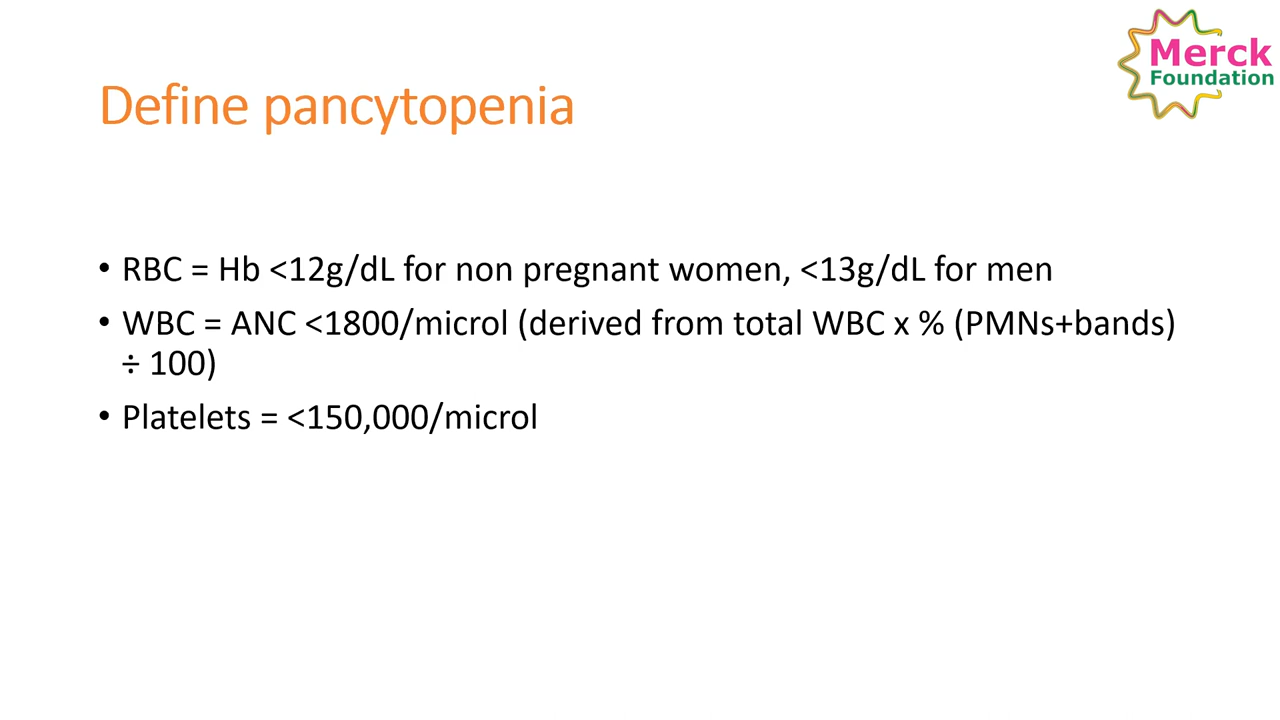 Merck
Foundation
Define pancytopenia
• RBC = Hb <12g/dL for non pregnant women, <13g/dL for men
• WBC = ANC <1800/microl (derived from total WBC x % (PMNs+bands)
÷ 100)
• Platelets = <150,000/microl